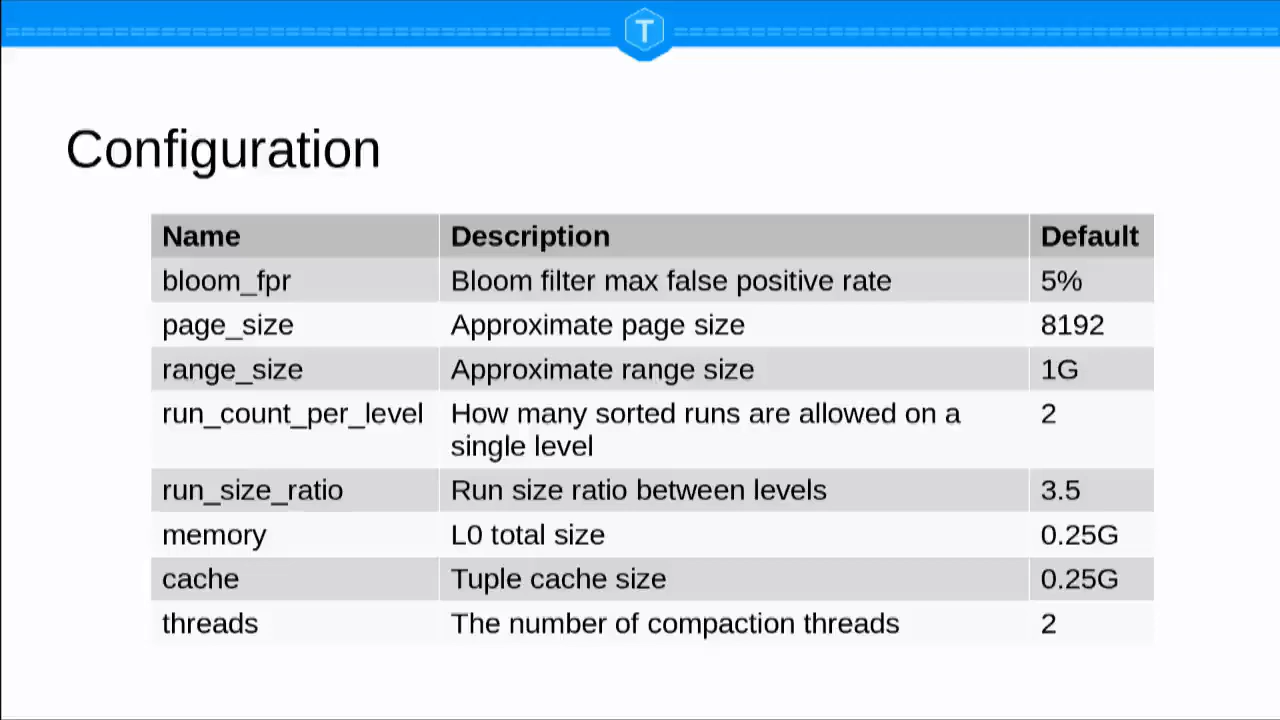 T
Configuration
Name Description Default
bloom_fpr Bloom filter max false positive rate 5%
page_size Approximate page size 8192
range_size Approximate range size 1G
run_count_per_level How many sorted runs are allowed on a 2
single level
run_size_ratio Run size ratio between levels 3.5
memory L0 total size 0.25G
cache Tuple cache size 0.25G
threads The number of compaction threads 2